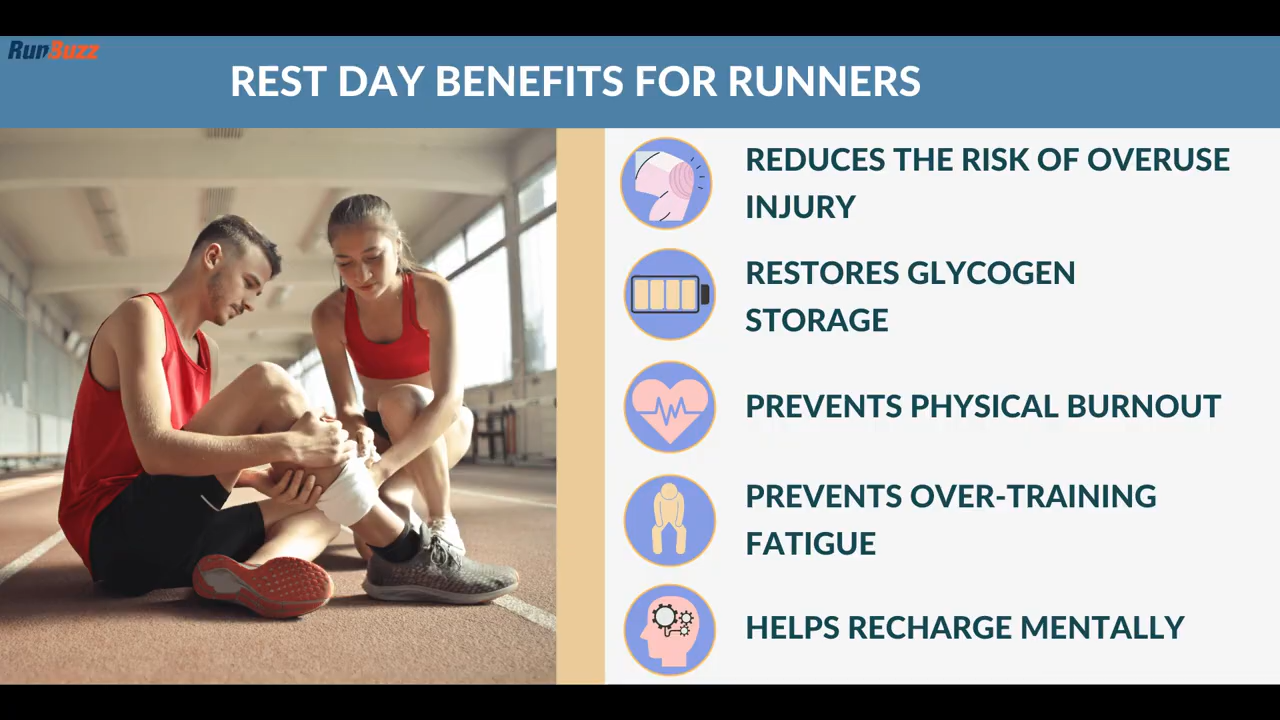 RunBuzz
REST DAY BENEFITS FOR RUNNERS
REDUCES THE RISK OF OVERUSE
INJURY
RESTORES GLYCOGEN
STORAGE
PREVENTS PHYSICAL BURNOUT
PREVENTS OVER-TRAINING
FATIGUE
HELPS RECHARGE MENTALLY